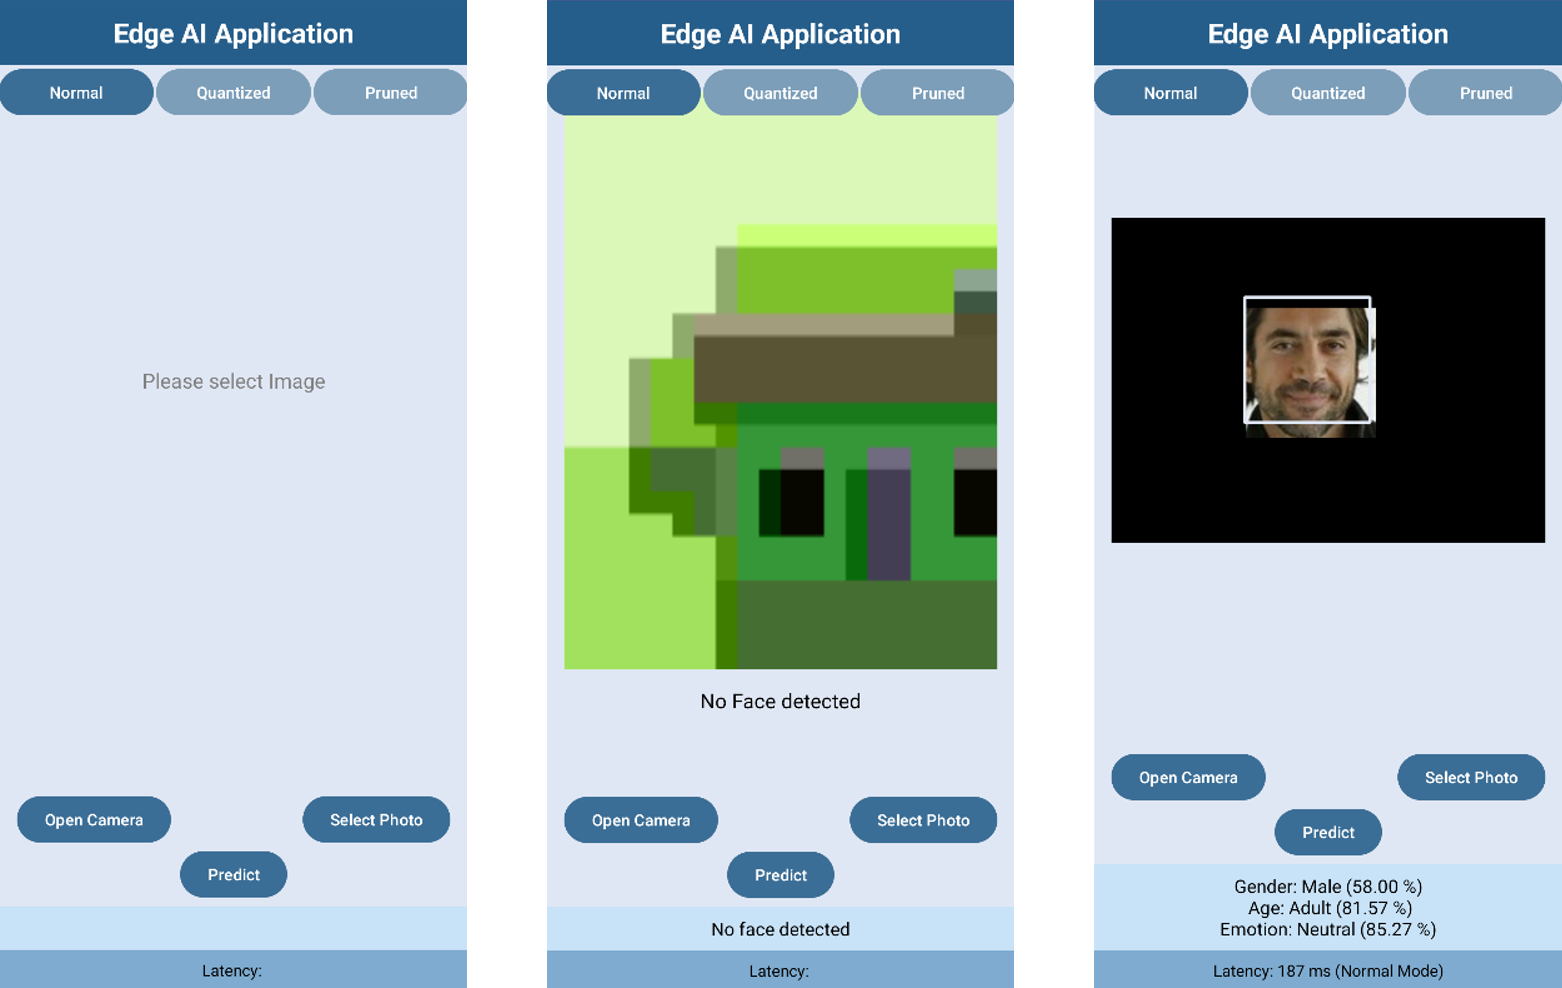 Edge AI Application
Normal Quantized Pruned
Please select Image
Open Camera Select Photo
Predict
Latency:
Edge AI Application
Normal Quantized Pruned
No Face detected
Open Camera Select Photo
Predict
No face detected
Latency:
Edge AI Application
Normal Quantized Pruned
Open Camera Select Photo
Predict
Gender: Male (58.00 %)
Age: Adult (81.57 %)
Emotion: Neutral (85.27 %)
Latency: 187 ms (Normal Mode)